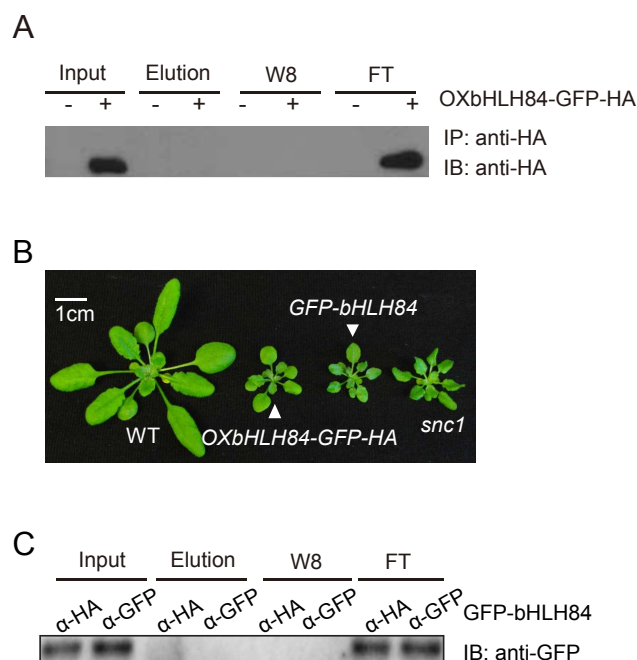 A
Input Elution W8 FT
- + - + - + - + OXbHLH84-GFP-HA
IP: anti-HA
IB: anti-HA
B
1cm
GFP-bHLH84
WT
OXbHLH84-GFP-HA
snc1
C
Input Elution W8 FT
α-HA α-GFP α-HA α-GFP α-HA α-GFP α-HA α-GFP GFP-bHLH84
IB: anti-GFP